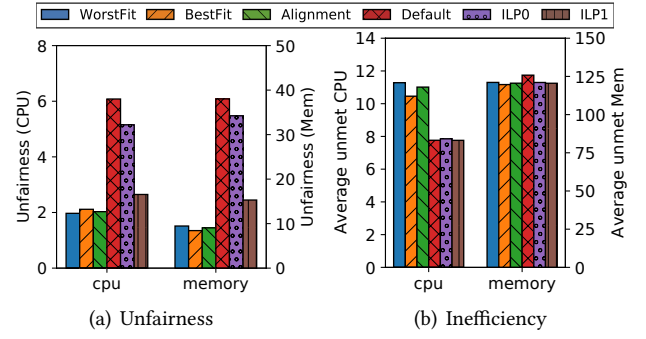 WorstFit BestFit Alignment Default ILP0 ILP1
Unfairness (CPU)
8
6
4
2
0
cpu memory
50
40
30
20
10
0
Unfairness (Mem)
(a) Unfairness
Average unmet CPU
14
12
10
8
6
4
2
0
cpu memory
150
125
100
75
50
25
0
Average unmet Mem
(b) Inefficiency